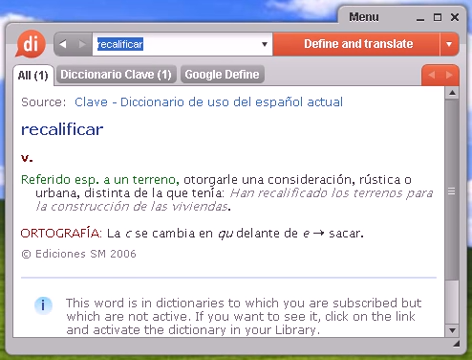 Menu
di
recalificar
Define and translate
All (1) Diccionario Clave (1) Google Define
Source: Clave - Diccionario de uso del español actual
recalificar
v.
Referido esp. a un terreno, otorgarle una consideración, rústica o
urbana, distinta de la que tenía: Han recalificado los terrenos para
la construcción de las viviendas.
ORTOGRAFÍA: La c se cambia en qu delante de e → sacar.
© Ediciones SM 2006
i
This word is in dictionaries to which you are subscribed but
which are not active. If you want to see it, click on the link
and activate the dictionary in your Library.